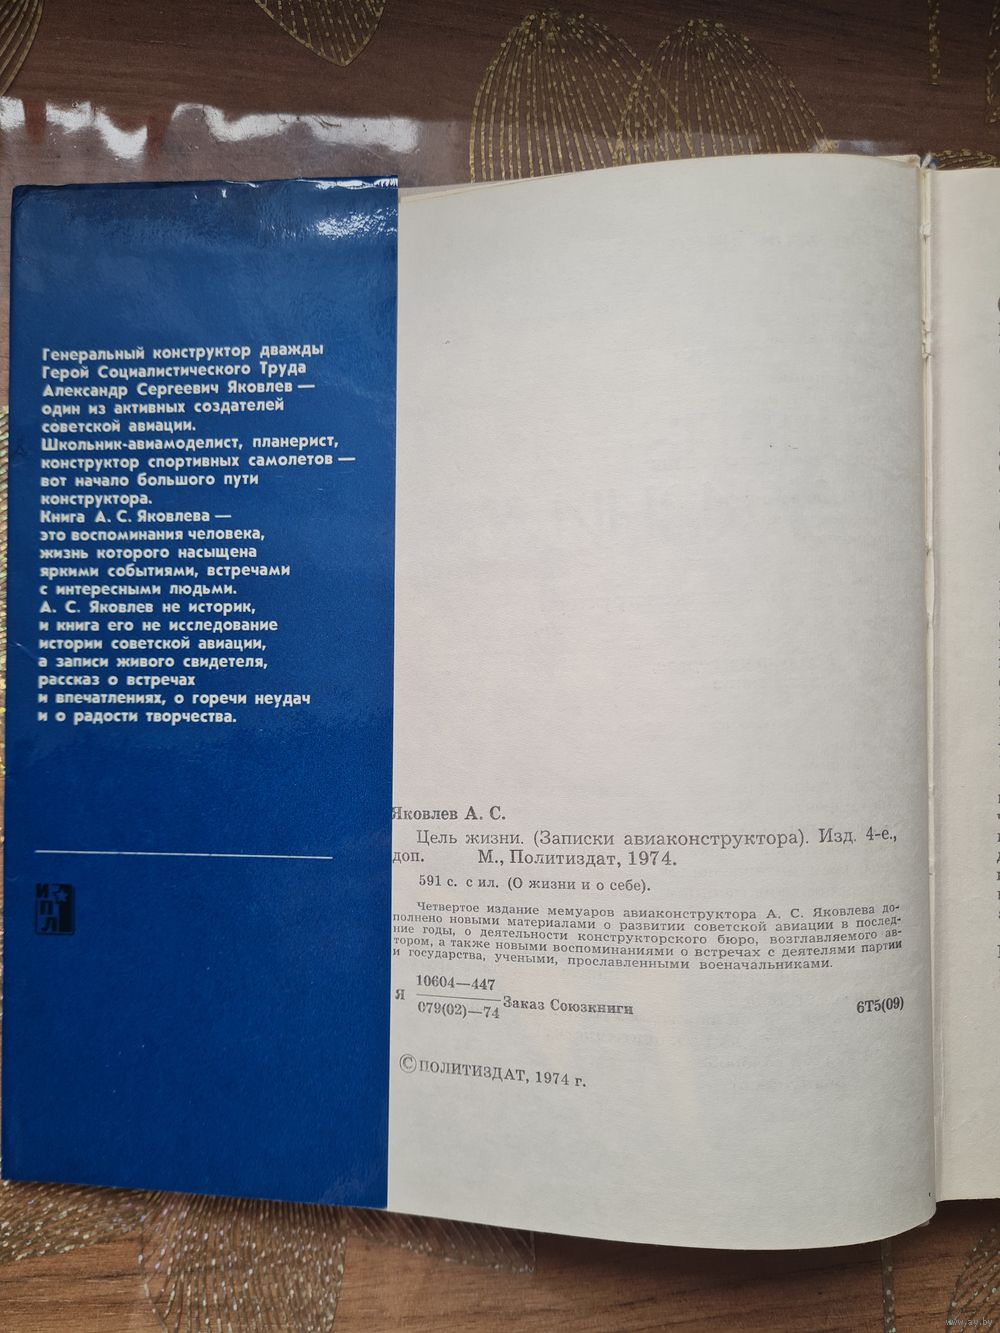 Генеральный конструктор дважды
Герой Социалистического Труда
Александр Сергеевич Яковлев —
один из активных создателей
советской авиации.
Школьник-авиамоделист, планерист,
конструктор спортивных самолетов —
вот начало большого пути
конструктора.
Книга А. С. Яковлева —
это воспоминания человека,
жизнь которого насыщена
яркими событиями, встречами
с интересными людьми.
А. С. Яковлев не историк,
и книга его не исследование
истории советской авиации,
а записи живого свидетеля,
рассказ о встречах
и впечатлениях, о горечи неудач
и о радости творчества.
ИПЛ
Яковлев А. С.
Цель жизни. (Записки авиаконструктора). Изд. 4-е,
доп. М., Политиздат, 1974.
591 с. с ил. (О жизни и о себе).
Четвертое издание мемуаров авиаконструктора А. С. Яковлева до-
полнено новыми материалами о развитии советской авиации в послед-
ние годы, о деятельности конструкторского бюро, возглавляемого ав-
тором, а также новыми воспоминаниями о встречах с деятелями партии
и государства, учеными, прославленными военачальниками.
10604—447
Я Заказ Союзкниги 6Т5(09)
079(02)—74
© ПОЛИТИЗДАТ, 1974 г.
www.ay.by